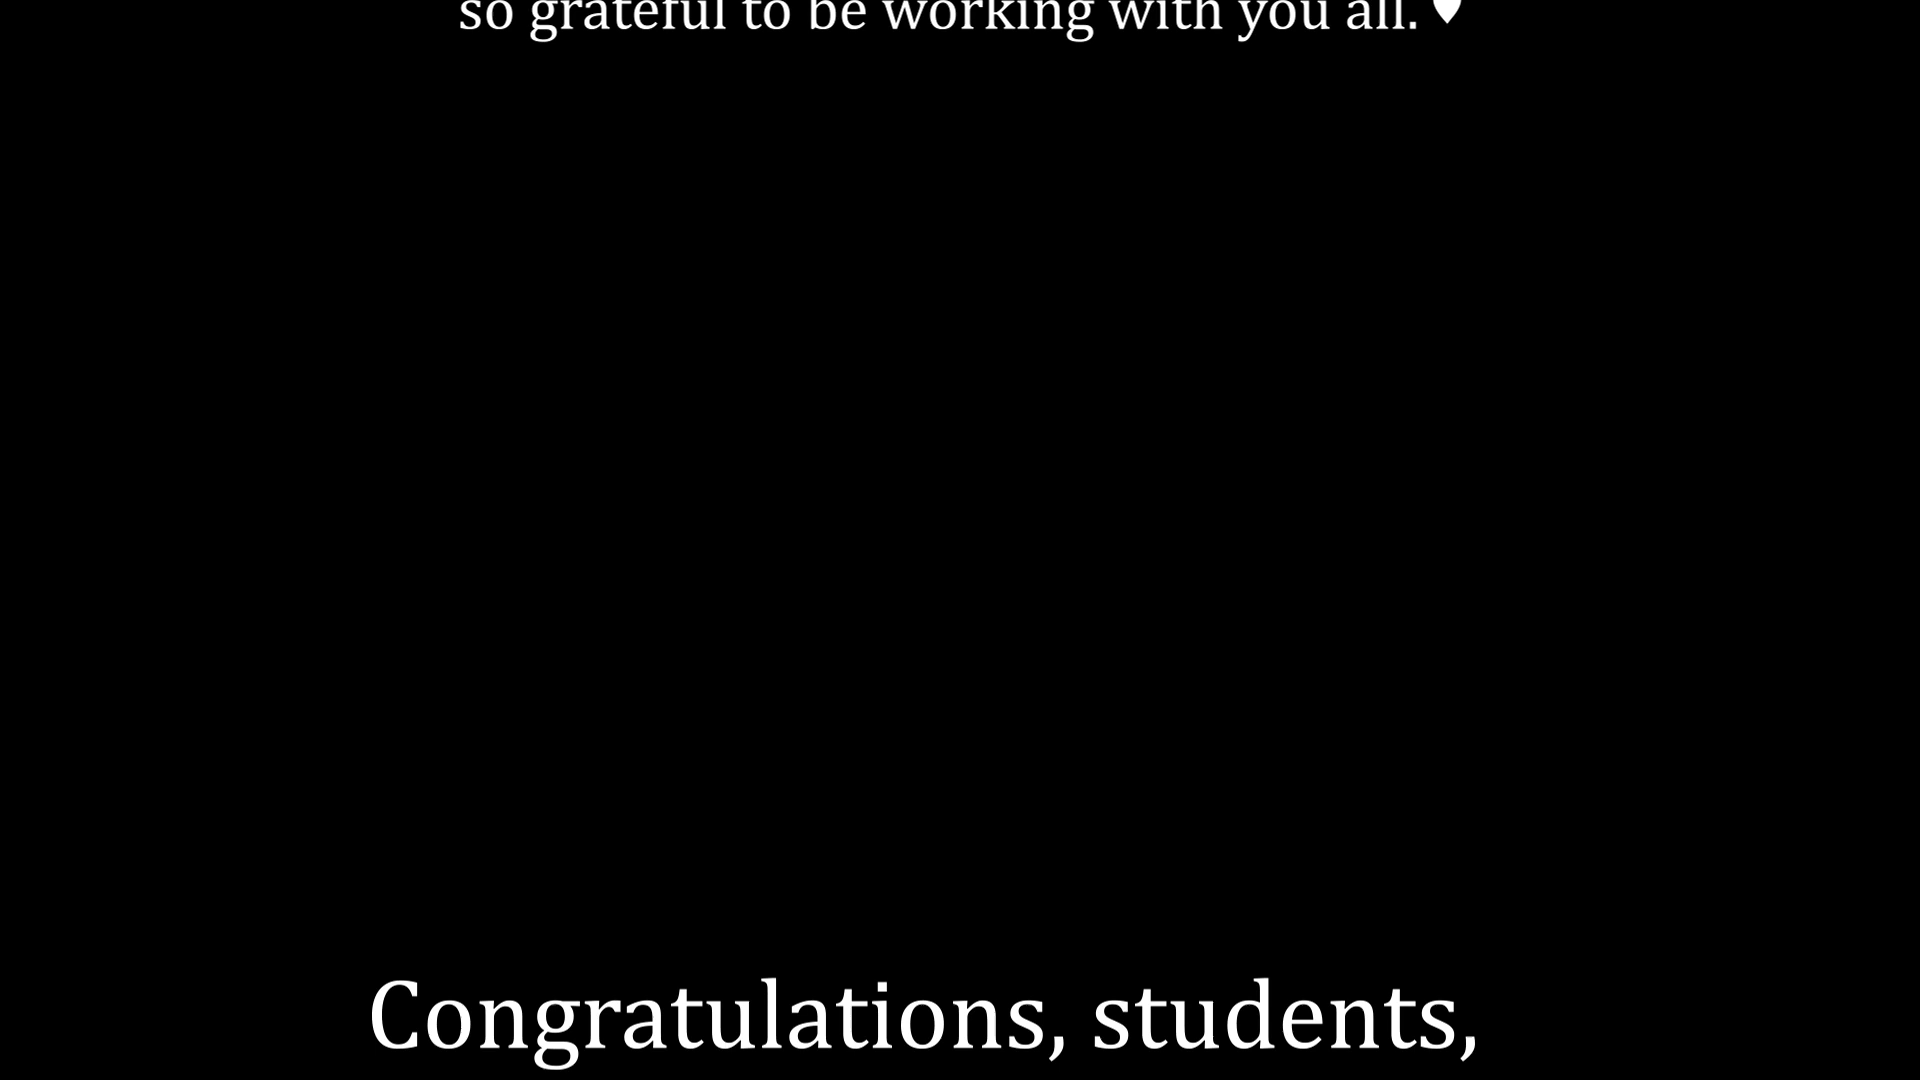 so grateful to be working with you all. ♥
Congratulations, students,